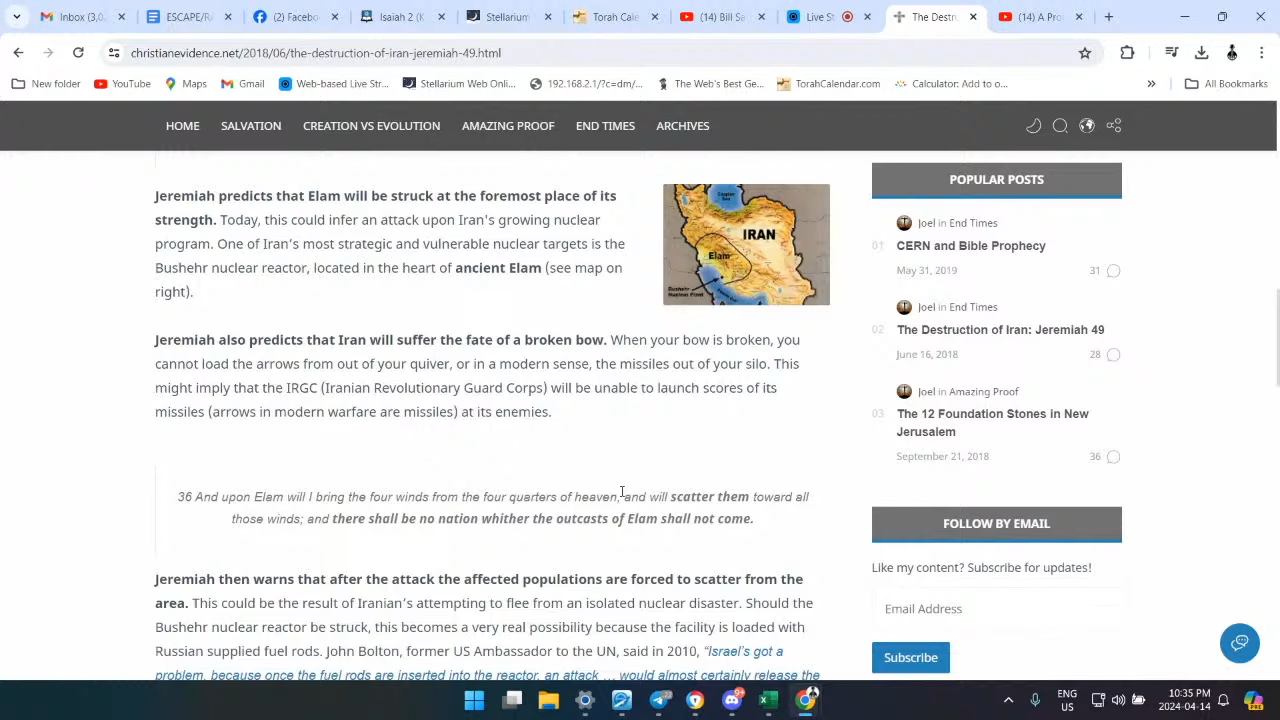 Inbox (3,0
ESCAPE/R
(2) Faceboo
Isaiah 2 (K
Stellarium
Torah Cale
(14) Bill S
Live St
The Destr
(14) A Pro
christianevidence.net/2018/06/the-destruction-of-iran-jeremiah-49.html
New folder
YouTube
Maps
Gmail
Web-based Live Str...
Stellarium Web Onli...
192.168.2.1/?c=dm/...
The Web's Best Ge...
TorahCalendar.com
Calculator: Add to o...
»
All Bookmarks
HOME
SALVATION
CREATION VS EVOLUTION
AMAZING PROOF
END TIMES
ARCHIVES
Jeremiah predicts that Elam will be struck at the foremost place of its
strength. Today, this could infer an attack upon Iran's growing nuclear
program. One of Iran's most strategic and vulnerable nuclear targets is the
Bushehr nuclear reactor, located in the heart of ancient Elam (see map on
right).
IRAN
Elam
Bushehr
Nuclear Plant
Jeremiah also predicts that Iran will suffer the fate of a broken bow. When your bow is broken, you
cannot load the arrows from out of your quiver, or in a modern sense, the missiles out of your silo. This
might imply that the IRGC (Iranian Revolutionary Guard Corps) will be unable to launch scores of its
missiles (arrows in modern warfare are missiles) at its enemies.
36 And upon Elam will I bring the four winds from the four quarters of heaven, and will scatter them toward all
those winds; and there shall be no nation whither the outcasts of Elam shall not come.
Jeremiah then warns that after the attack the affected populations are forced to scatter from the
area. This could be the result of Iranian's attempting to flee from an isolated nuclear disaster. Should the
Bushehr nuclear reactor be struck, this becomes a very real possibility because the facility is loaded with
Russian supplied fuel rods. John Bolton, former US Ambassador to the UN, said in 2010, "Israel's got a
problem, because once the fuel rods are inserted into the reactor, an attack … would almost certainly release the
POPULAR POSTS
Joel in End Times
01 CERN and Bible Prophecy
May 31, 2019 31
Joel in End Times
02 The Destruction of Iran: Jeremiah 49
June 16, 2018 28
Joel in Amazing Proof
03 The 12 Foundation Stones in New
Jerusalem
September 21, 2018 36
FOLLOW BY EMAIL
Like my content? Subscribe for updates!
Email Address
Subscribe
ENG
US
10:35 PM
2024-04-14